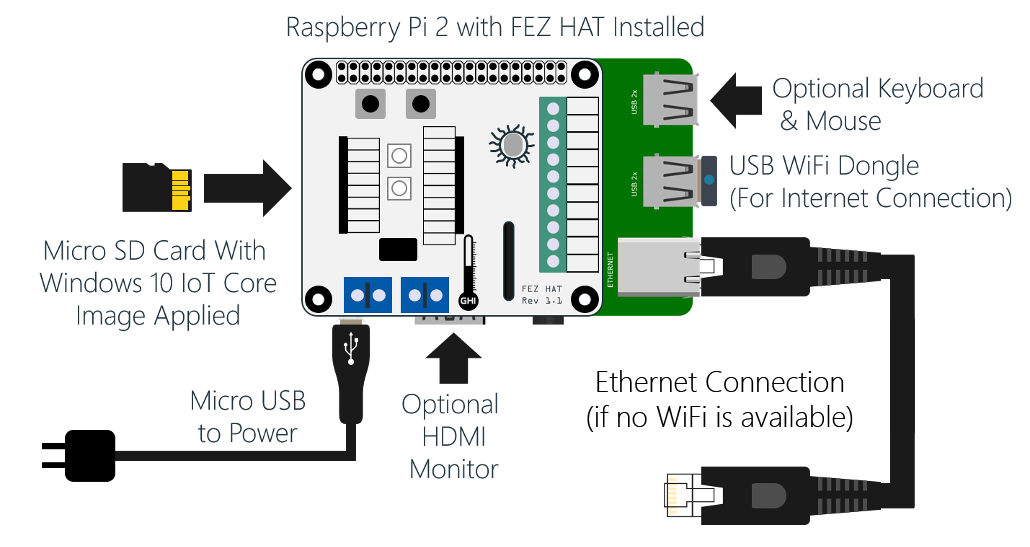 Raspberry Pi 2 with FEZ HAT Installed
USB 2x
Optional Keyboard
& Mouse
USB 2x
USB WiFi Dongle
(For Internet Connection)
Micro SD Card With
Windows 10 IoT Core
Image Applied
ETHERNET
FEZ HAT
Rev 1.1
GHI
Micro USB
to Power
Optional
HDMI
Monitor
Ethernet Connection
(if no WiFi is available)